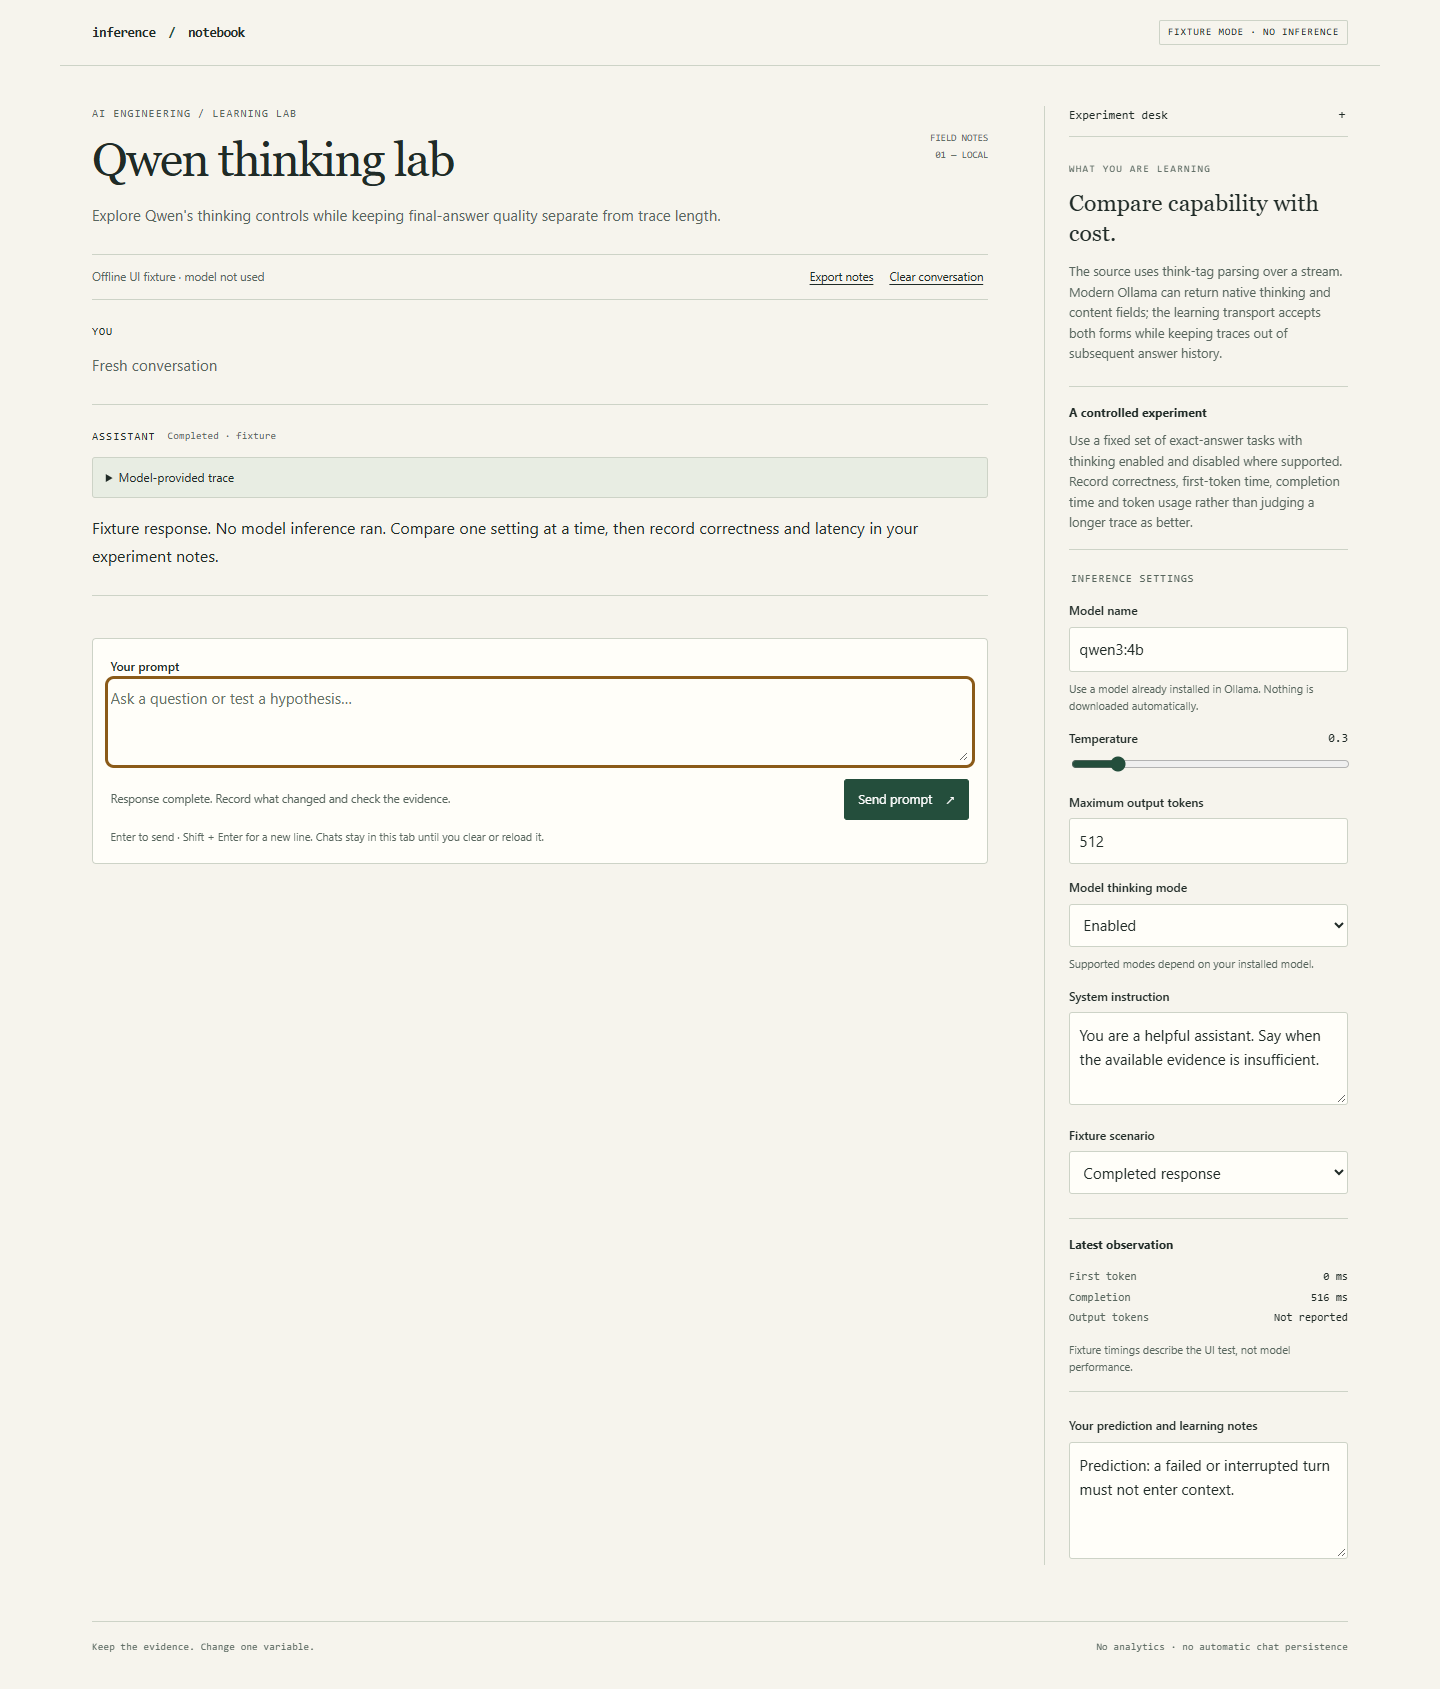 inference / notebook
FIXTURE MODE · NO INFERENCE
AI ENGINEERING / LEARNING LAB
Qwen thinking lab
FIELD NOTES
01 — LOCAL
Explore Qwen's thinking controls while keeping final-answer quality separate from trace length.
Offline UI fixture · model not used
Export notes
Clear conversation
YOU
Fresh conversation
ASSISTANT
Completed · fixture
▶ Model-provided trace
Fixture response. No model inference ran. Compare one setting at a time, then record correctness and latency in your
experiment notes.
Your prompt
Ask a question or test a hypothesis...
Response complete. Record what changed and check the evidence.
Send prompt ↗
Enter to send · Shift + Enter for a new line. Chats stay in this tab until you clear or reload it.
Experiment desk +
WHAT YOU ARE LEARNING
Compare capability with
cost.
The source uses think-tag parsing over a stream.
Modern Ollama can return native thinking and
content fields; the learning transport accepts
both forms while keeping traces out of
subsequent answer history.
A controlled experiment
Use a fixed set of exact-answer tasks with
thinking enabled and disabled where supported.
Record correctness, first-token time, completion
time and token usage rather than judging a
longer trace as better.
INFERENCE SETTINGS
Model name
qwen3:4b
Use a model already installed in Ollama. Nothing is
downloaded automatically.
Temperature 0.3
Maximum output tokens
512
Model thinking mode
Enabled
Supported modes depend on your installed model.
System instruction
You are a helpful assistant. Say when
the available evidence is insufficient.
Fixture scenario
Completed response
Latest observation
First token 0 ms
Completion 516 ms
Output tokens Not reported
Fixture timings describe the UI test, not model
performance.
Your prediction and learning notes
Prediction: a failed or interrupted turn
must not enter context.
Keep the evidence. Change one variable.
No analytics · no automatic chat persistence